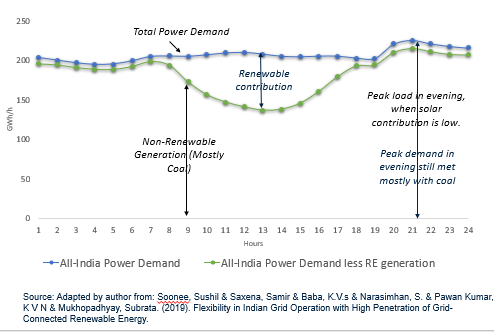 250
200
150
100
50
0
GWh/h
Total Power Demand
Renewable
contribution
Non-Renewable
Generation (Mostly
Coal)
Peak load in evening,
when solar
contribution is low.
Peak demand in
evening still met
mostly with coal
1 2 3 4 5 6 7 8 9 10 11 12 13 14 15 16 17 18 19 20 21 22 23 24
Hours
All-India Power Demand All-India Power Demand less RE generation
Source: Adapted by author from: Soonee, Sushil & Saxena, Samir & Baba, K.V.s & Narasimhan, S. & Pawan Kumar,
K V N & Mukhopadhyay, Subrata. (2019). Flexibility in Indian Grid Operation with High Penetration of Grid-
Connected Renewable Energy.